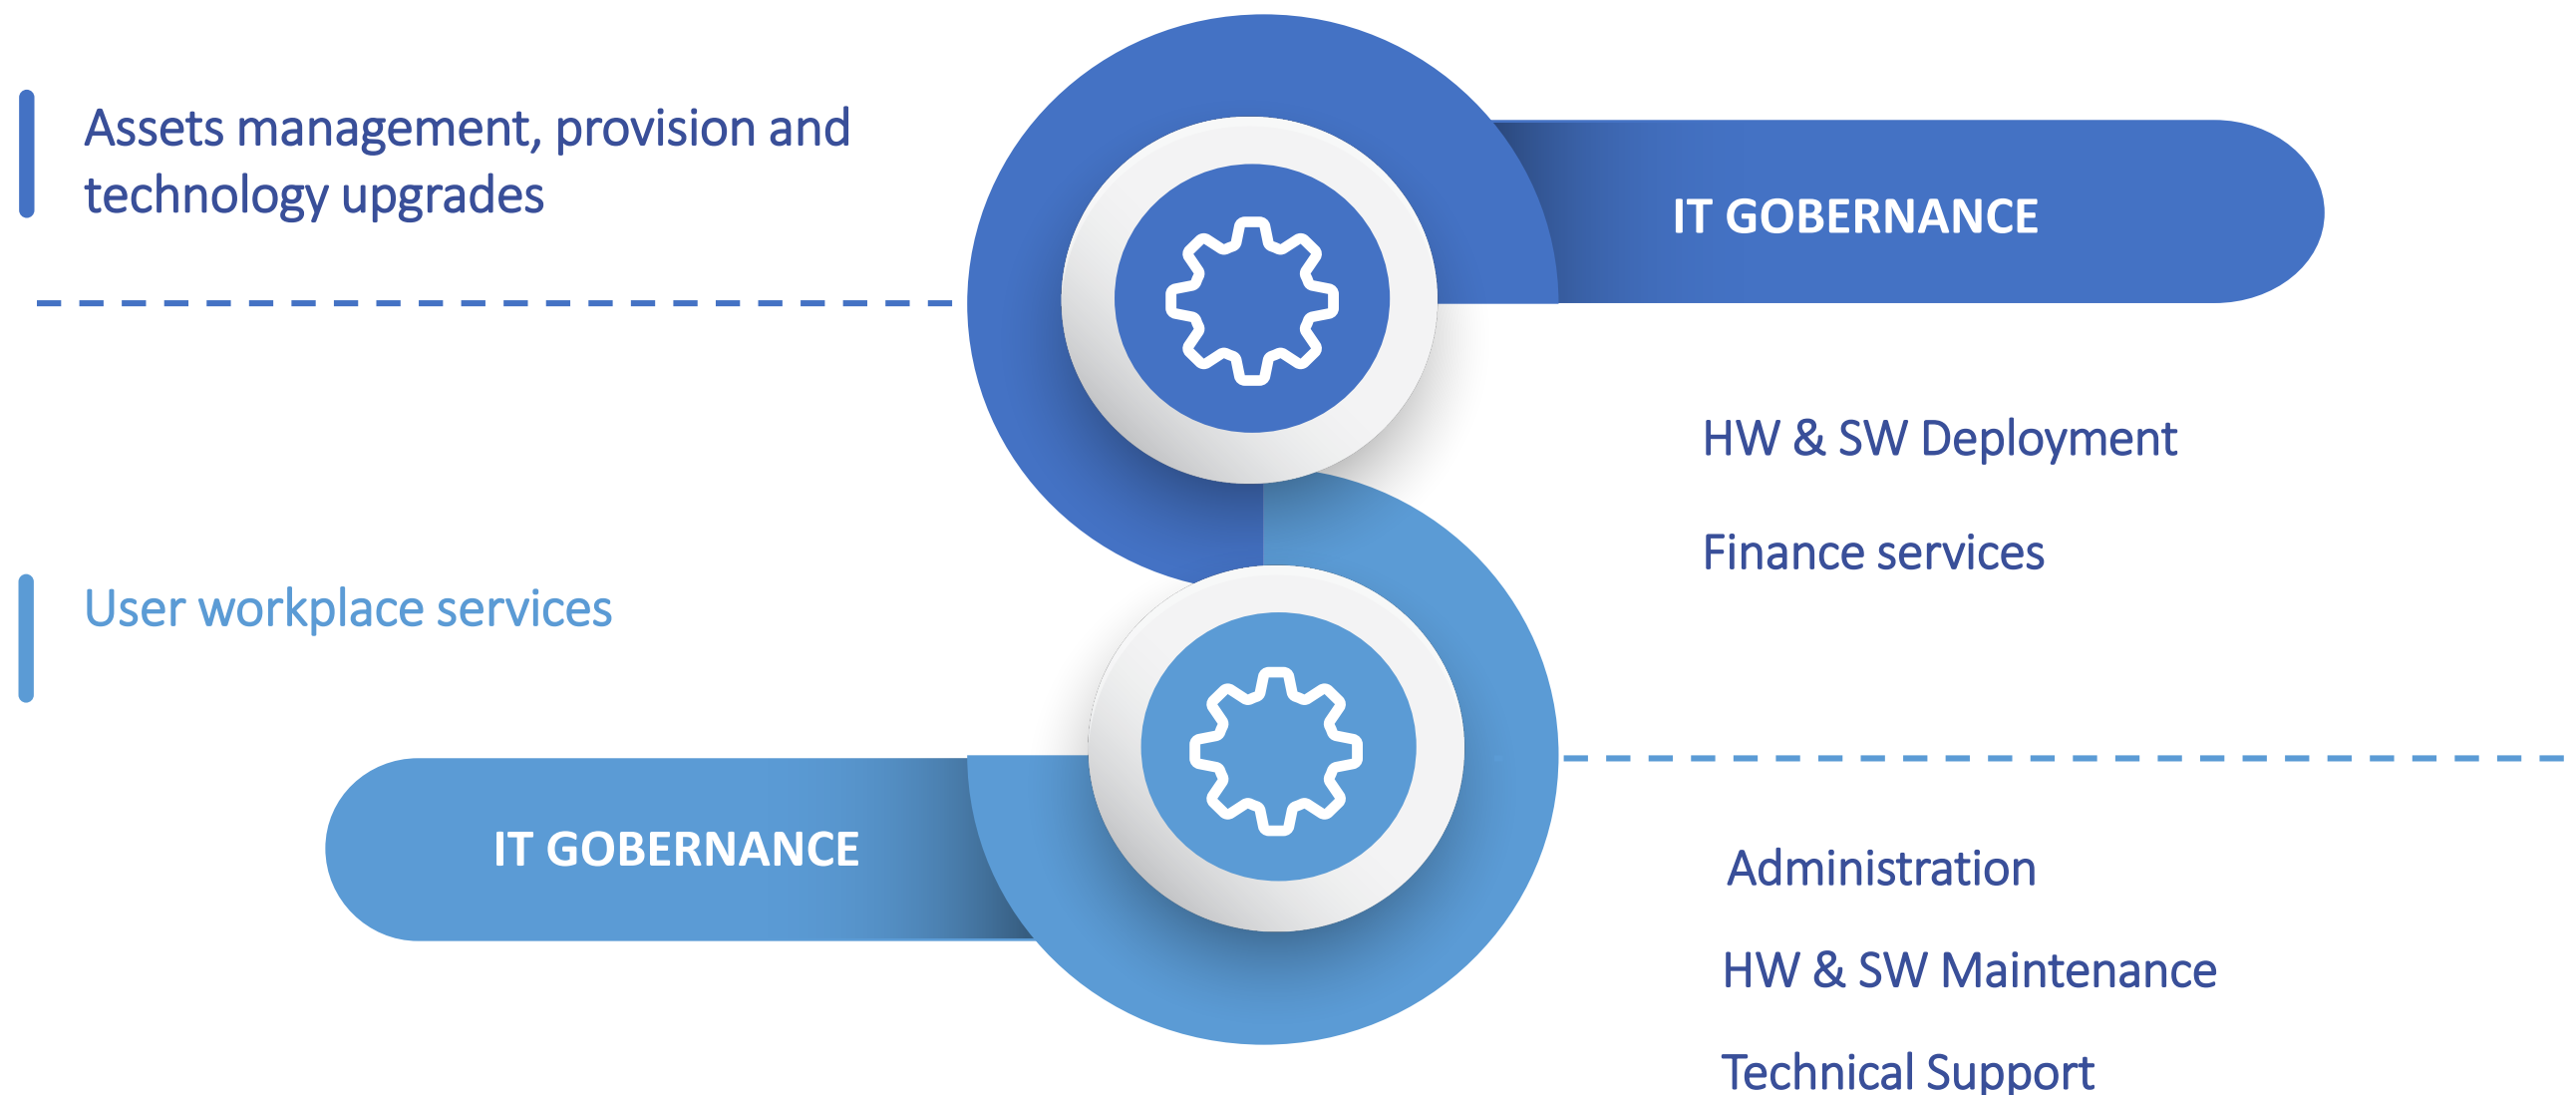 Assets management, provision and
technology upgrades
IT GOBERNANCE
HW & SW Deployment
Finance services
User workplace services
IT GOBERNANCE
Administration
HW & SW Maintenance
Technical Support